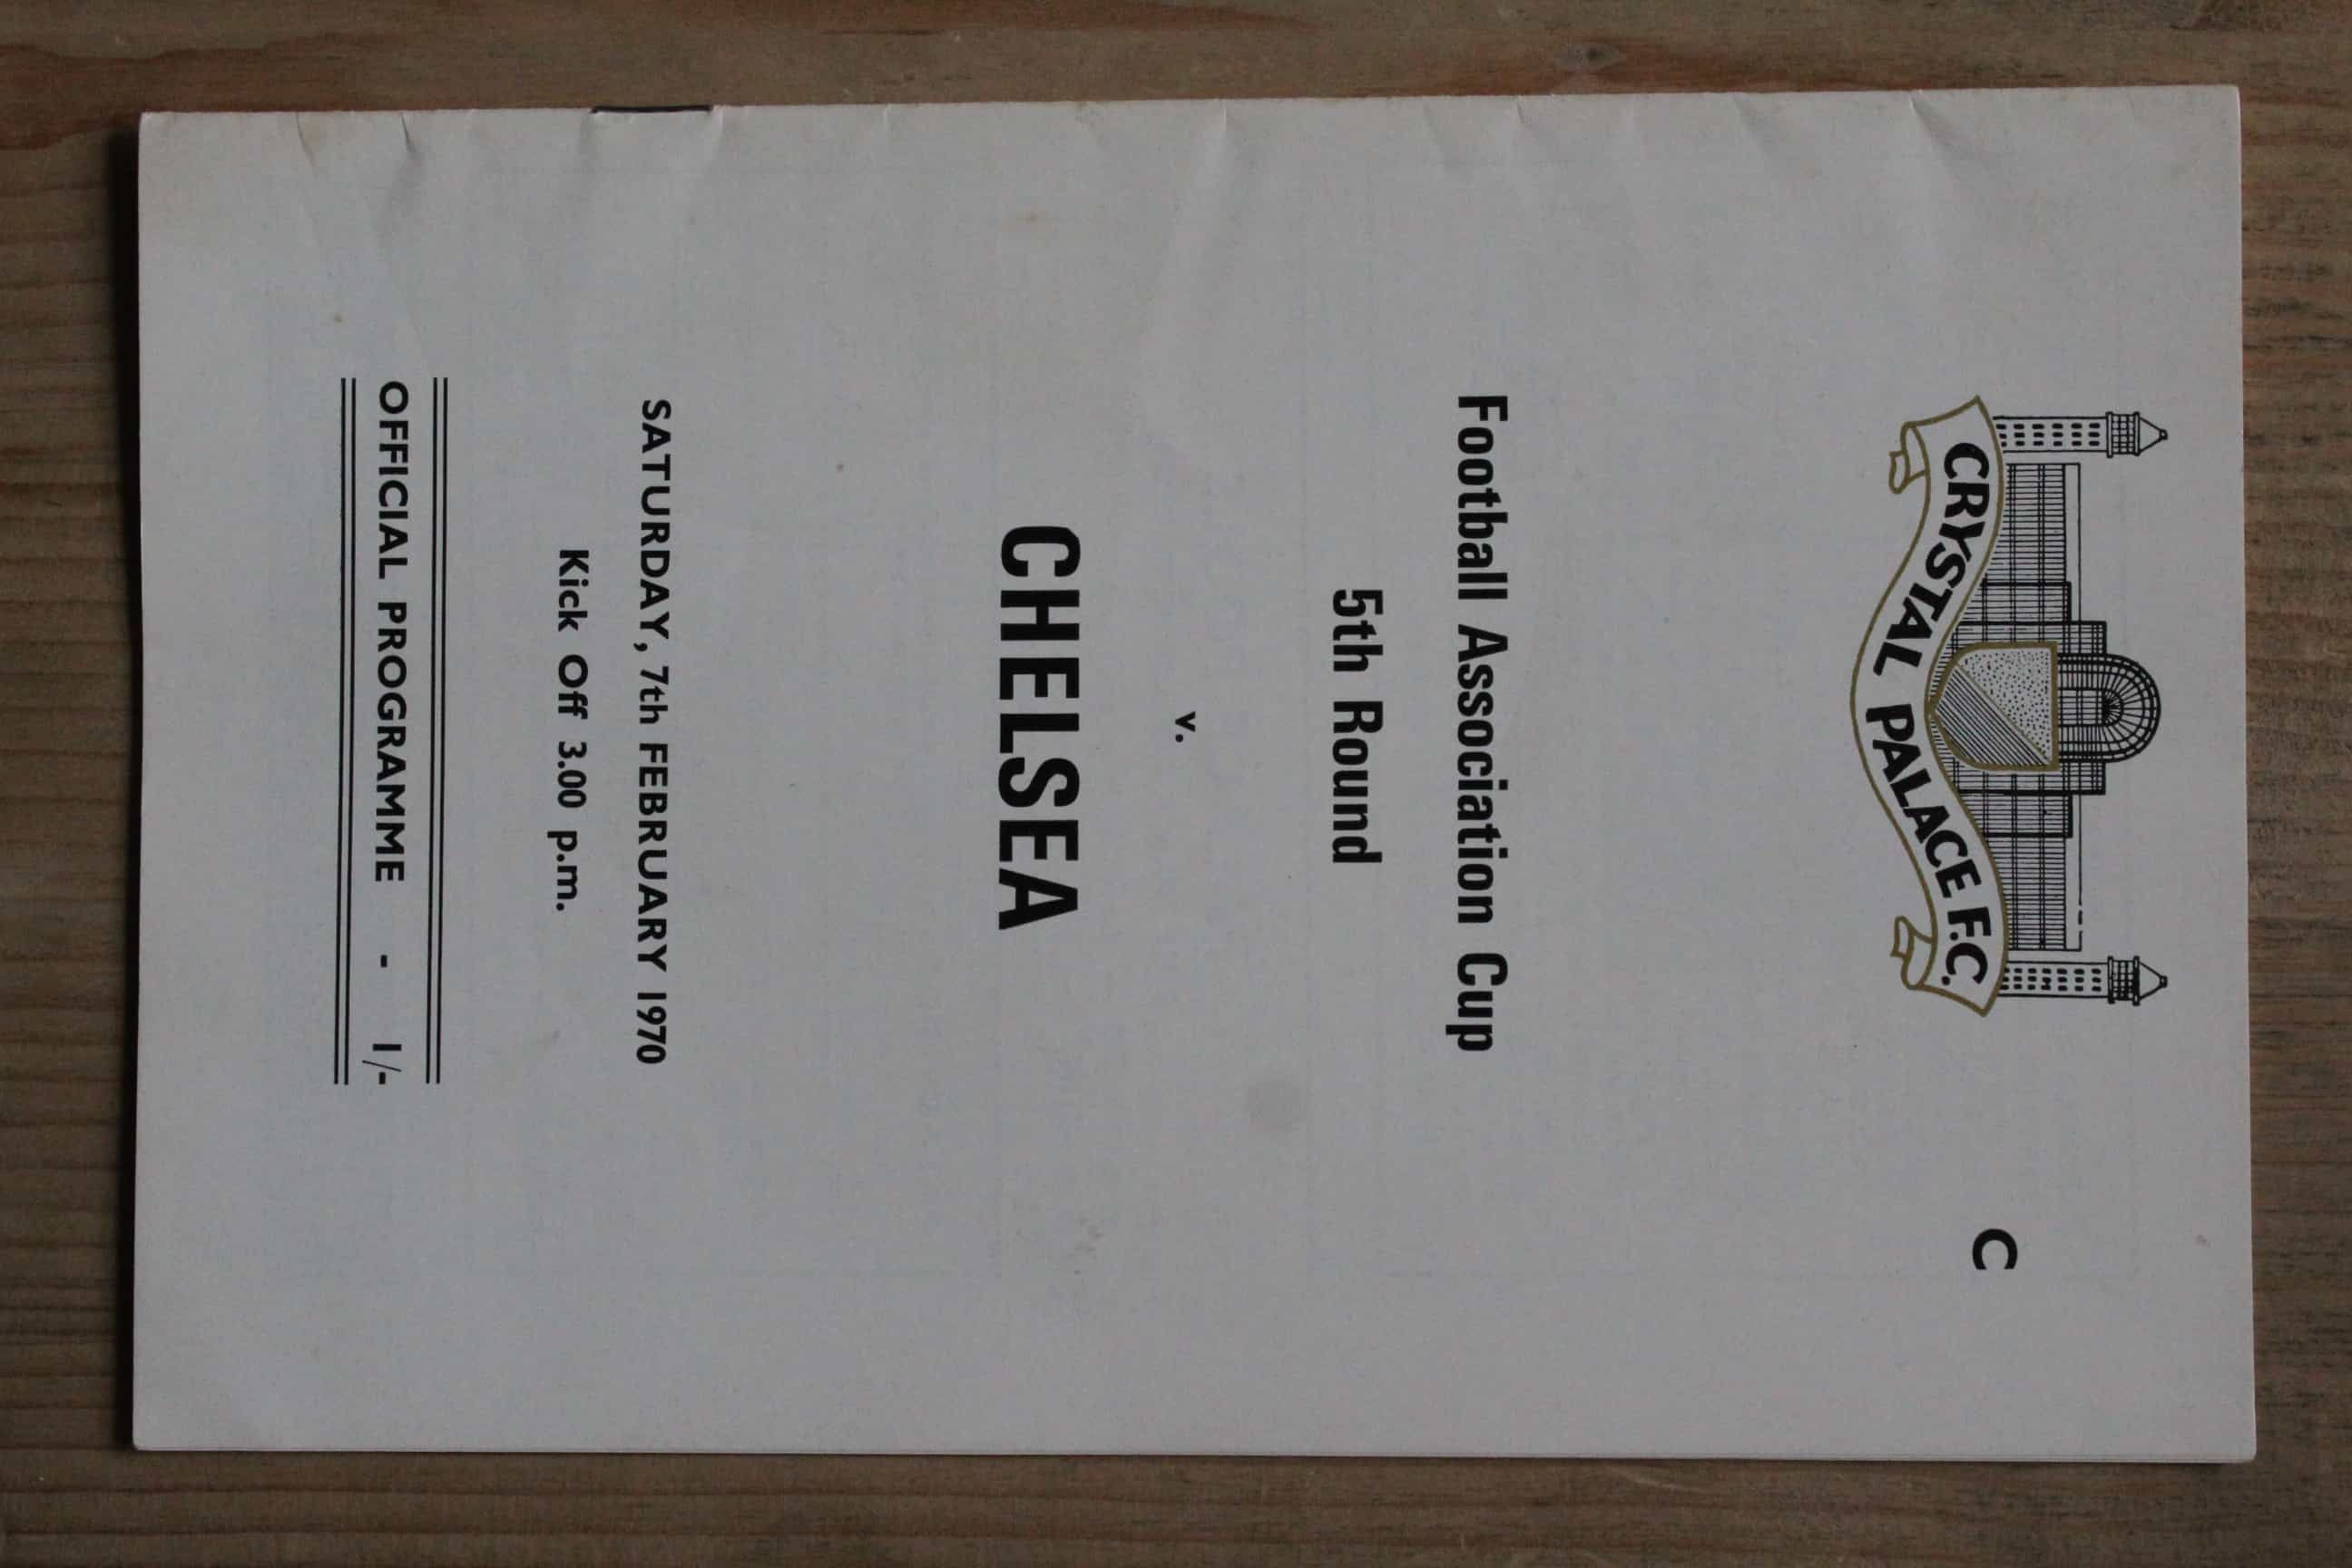 C
CRYSTAL PALACE F.C.
Football Association Cup
5th Round
v.
CHELSEA
SATURDAY, 7th FEBRUARY 1970
Kick Off 3.00 p.m.
OFFICIAL PROGRAMME - 1/-